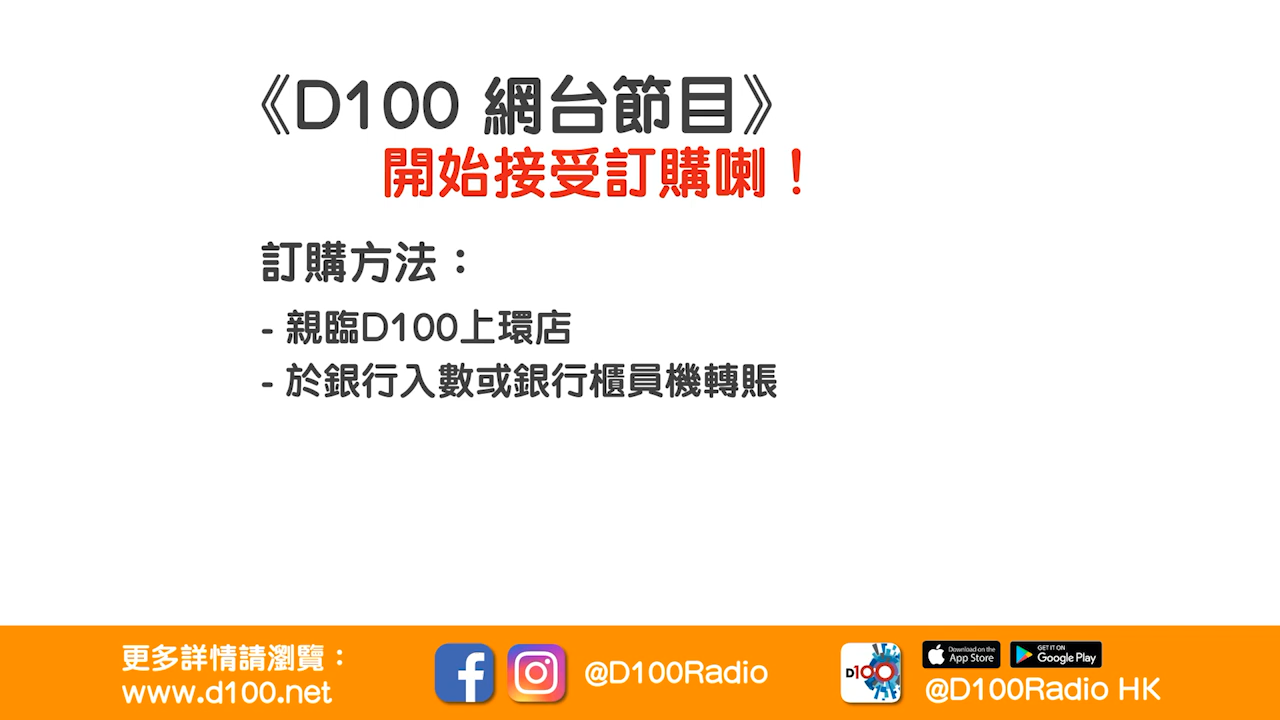 《D100 網台節目》
開始接受訂購喇！
訂購方法：
- 親臨D100上環店
- 於銀行入數或銀行櫃員機轉賬
更多詳情請瀏覽：
www.d100.net
@D100Radio
D100
Download on the
App Store
GET IT ON
Google Play
@D100Radio HK